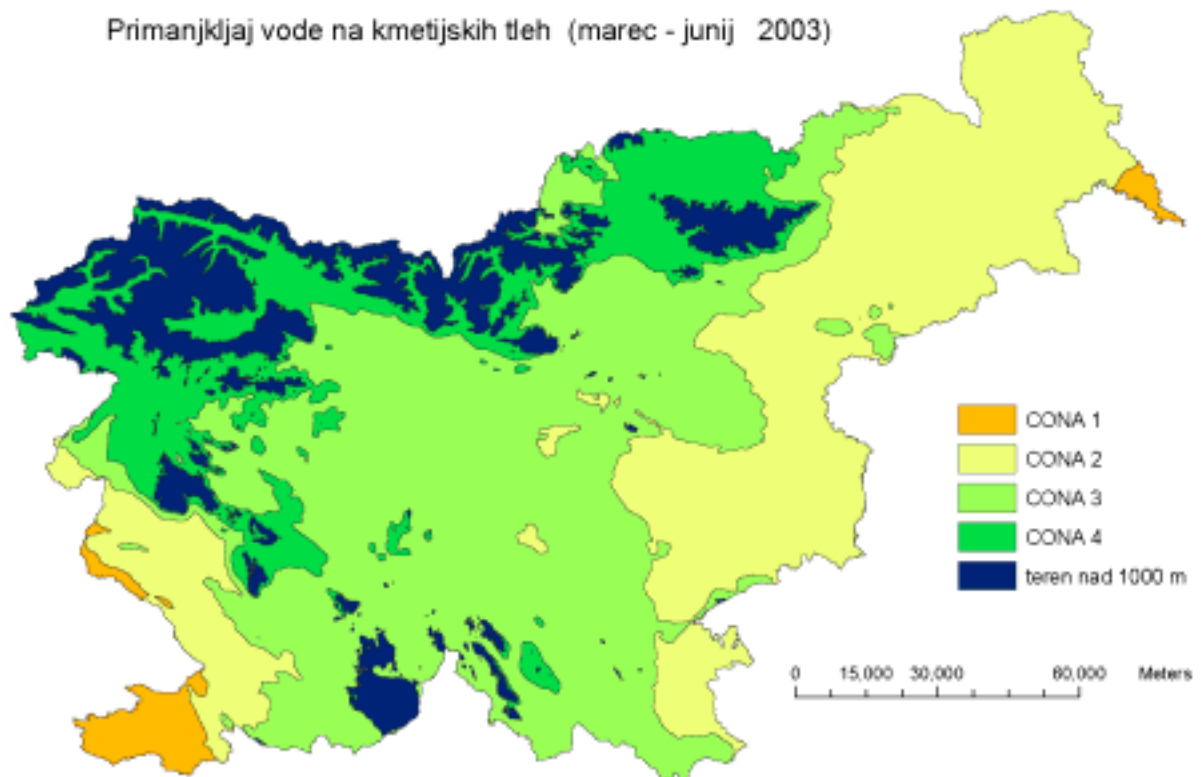 Primanjkljaj vode na kmetijskih tleh (marec - junij 2003)
CONA 1
CONA 2
CONA 3
CONA 4
teren nad 1000 m
0 15,000 30,000 60,000 Meters